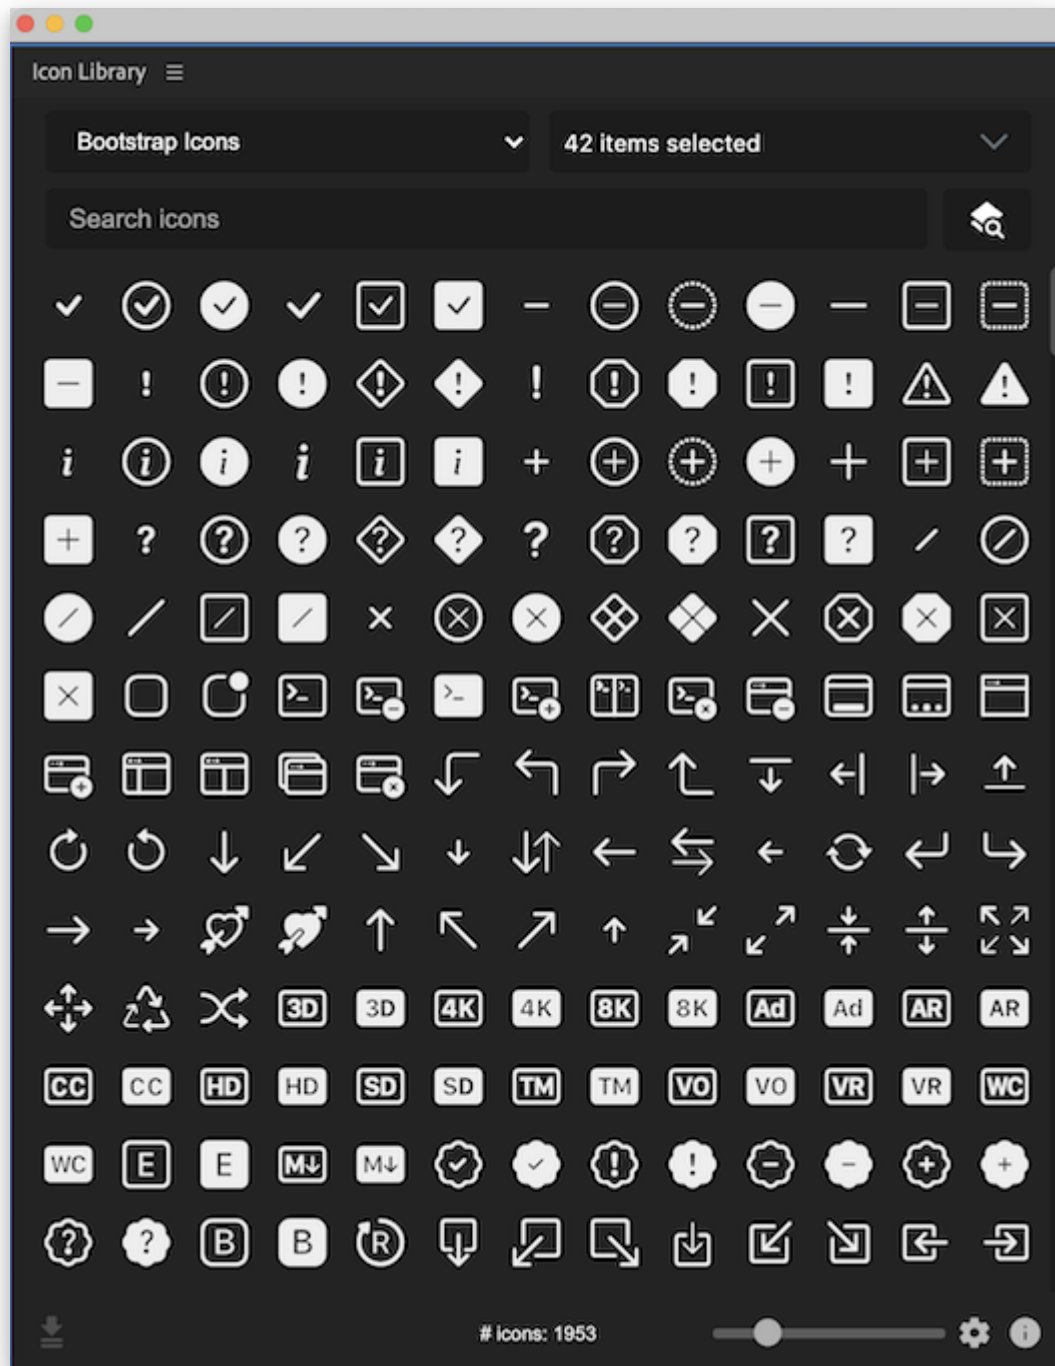 Icon Library
Bootstrap Icons
42 items selected
Search icons
3D 3D 4K 4K 8K 8K Ad Ad AR AR
CC CC HD HD SD SD TM TM VO VO VR VR WC
WC E E M M
B B R
# icons: 1953